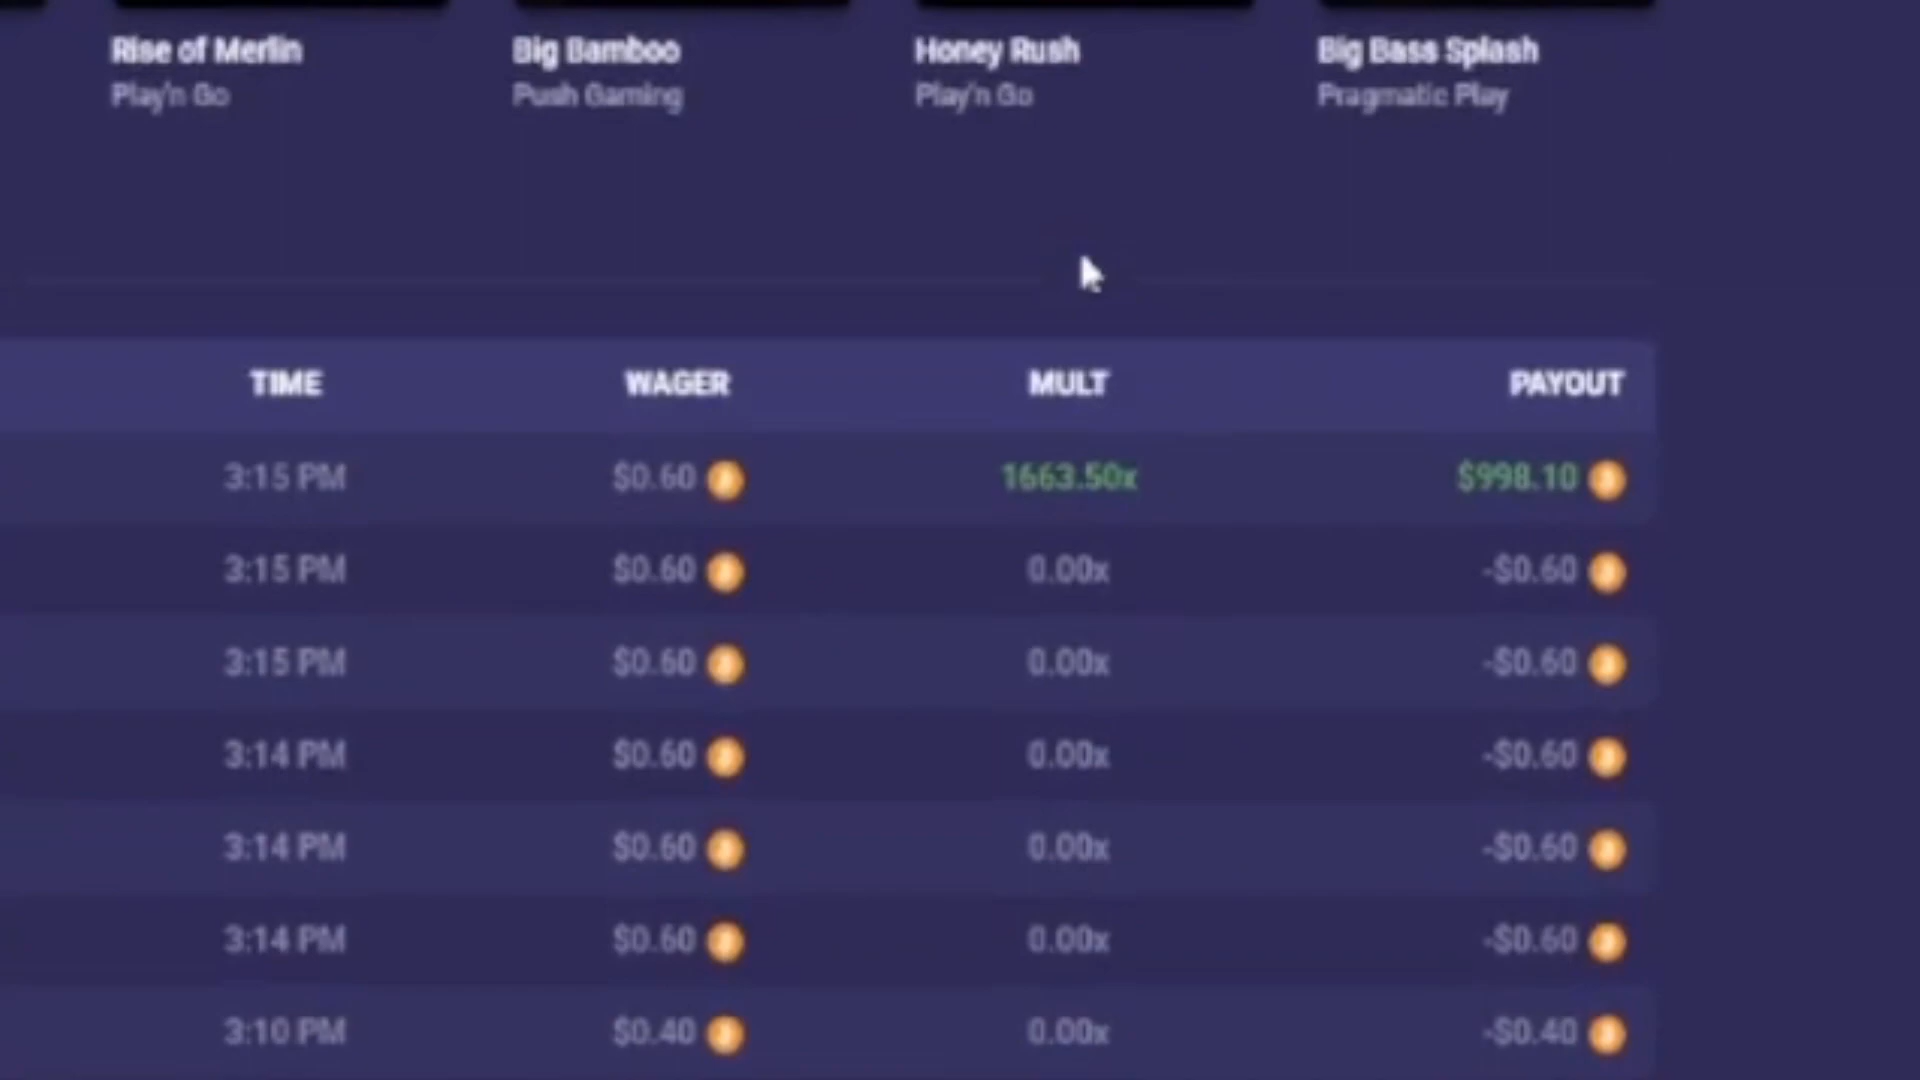 Rise of Merlin Big Bamboo Honey Rush Big Bass Splash
Play'n Go Push Gaming Play'n Go Pragmatic Play
TIME WAGER MULT PAYOUT
3:15 PM $0.60 1663.50x $998.10
3:15 PM $0.60 0.00x -$0.60
3:15 PM $0.60 0.00x -$0.60
3:14 PM $0.60 0.00x -$0.60
3:14 PM $0.60 0.00x -$0.60
3:14 PM $0.60 0.00x -$0.60
3:10 PM $0.40 0.00x -$0.40